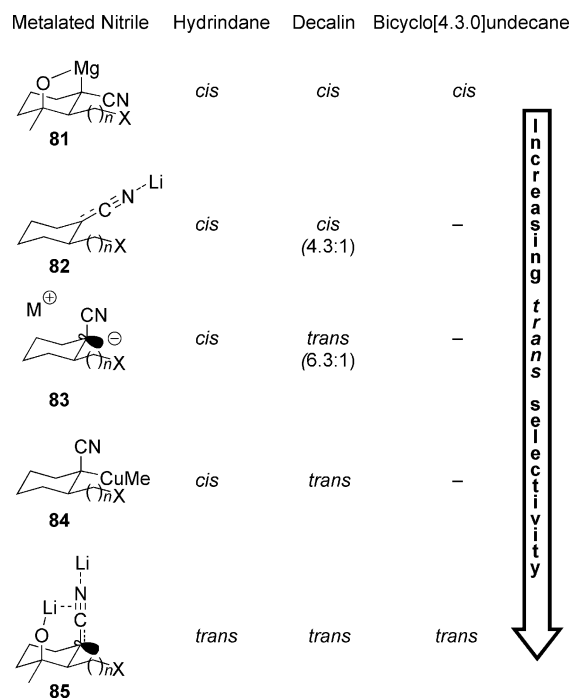 Metalated Nitrile Hydrindane Decalin Bicyclo[4.3.0]undecane
Mg
O
CN
( )n X
81
cis cis cis
Li
N
C
( )n X
82
cis cis –
(4.3:1)
M⊕
CN
⊖
( )n X
83
cis trans –
(6.3:1)
CN
CuMe
( )n X
84
cis trans –
Li
N
Li
C
O
( )n X
85
trans trans trans
Increasing trans selectivity